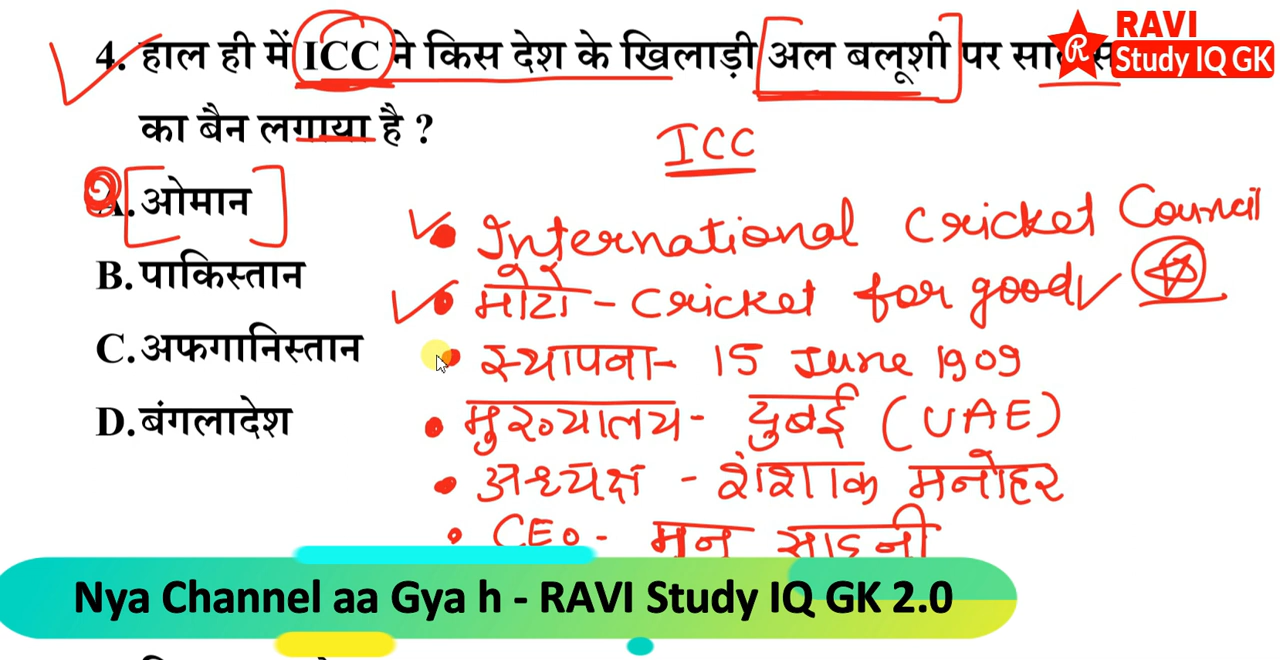 RAVI
Study IQ GK
4. हाल ही में ICC ने किस देश के खिलाड़ी अल बलूशी पर सा
का बैन लगाया है ?
A. ओमान
B. पाकिस्तान
C. अफगानिस्तान
D. बंगलादेश
ICC
International Cricket Council
मोटो - Cricket for good
स्थापना - 15 June 1909
मुख्यालय - दुबई (UAE)
अध्यक्ष - शंशाक मनोहर
CEO - मनु साहनी
Nya Channel aa Gya h - RAVI Study IQ GK 2.0